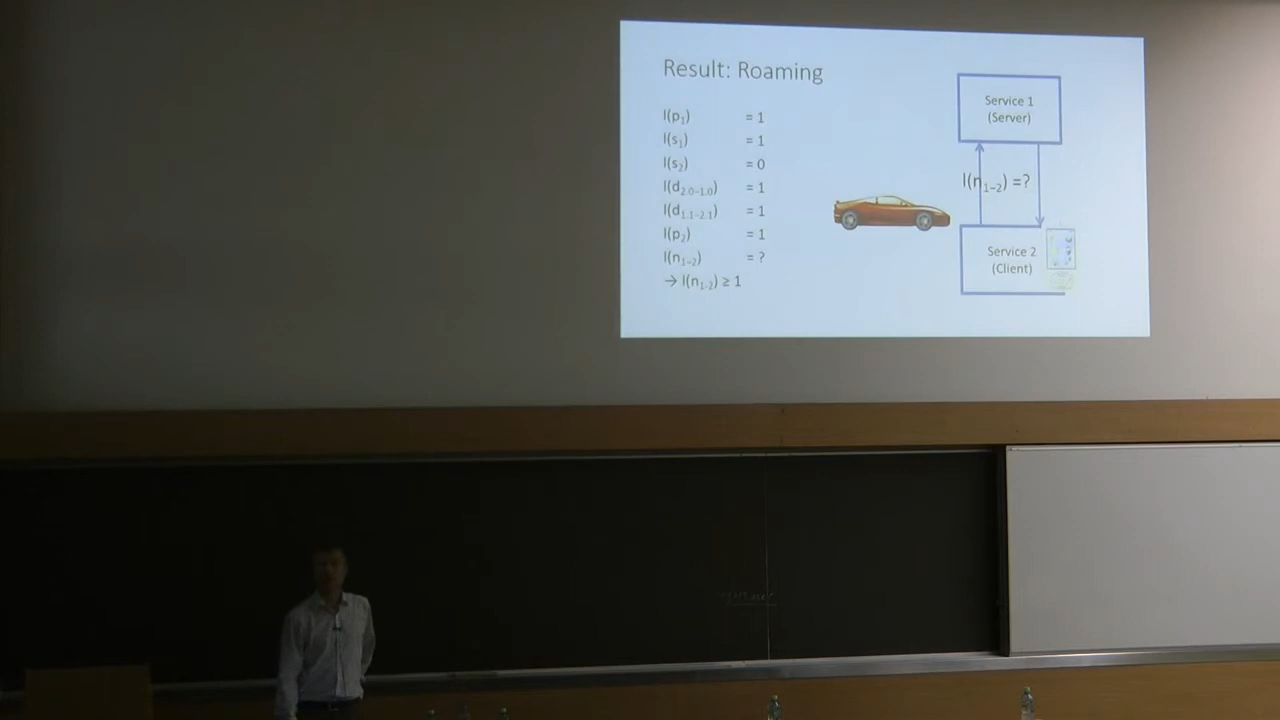 Result: Roaming
I(p₁) = 1
I(s₁) = 1
I(s₂) = 0
I(d₂.₀₋₁.₀) = 1
I(d₁.₁₋₂.₁) = 1
I(p₂) = 1
I(n₁₋₂) = ?
→ I(n₁₋₂) ≥ 1
Service 1
(Server)
I(n₁₋₂) =?
Service 2
(Client)